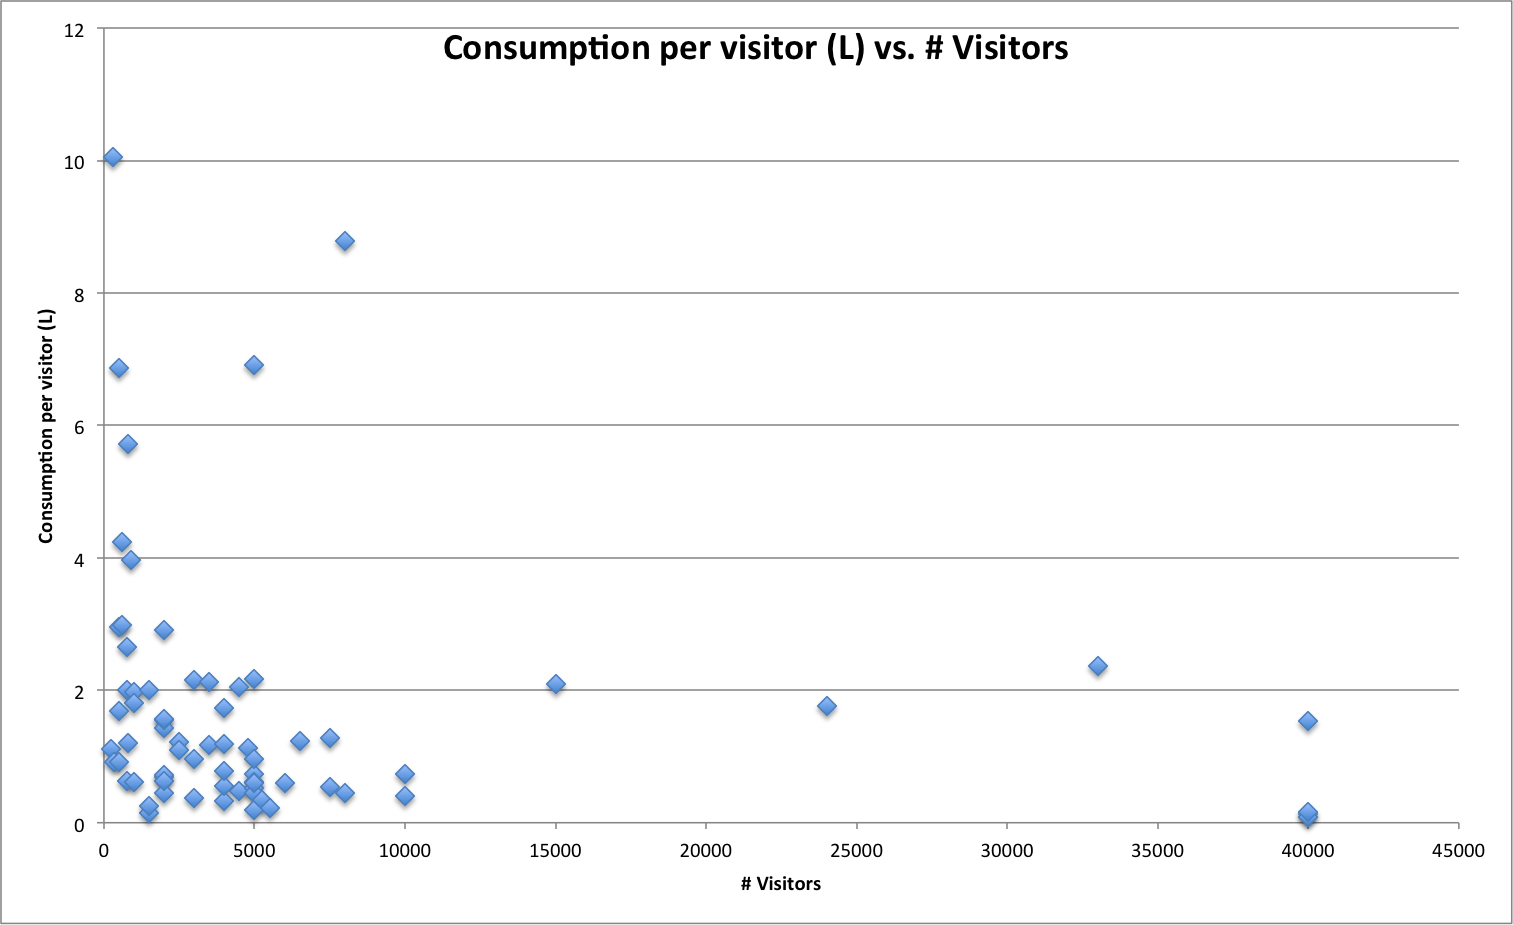 Consumption per visitor (L) vs. # Visitors
12
10
8
6
4
2
0
Consumption per visitor (L)
0 5000 10000 15000 20000 25000 30000 35000 40000 45000
# Visitors